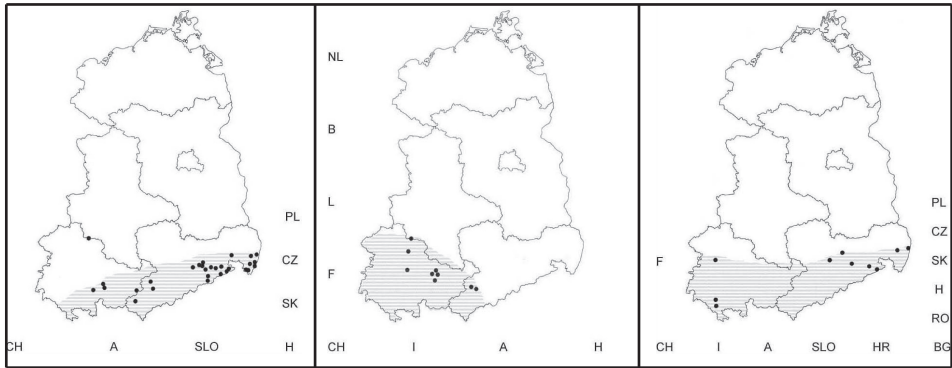 PL
CZ
SK
CH A SLO H
NL
B
L
F
CH I A H
F
PL
CZ
SK
H
RO
CH I A SLO HR BG